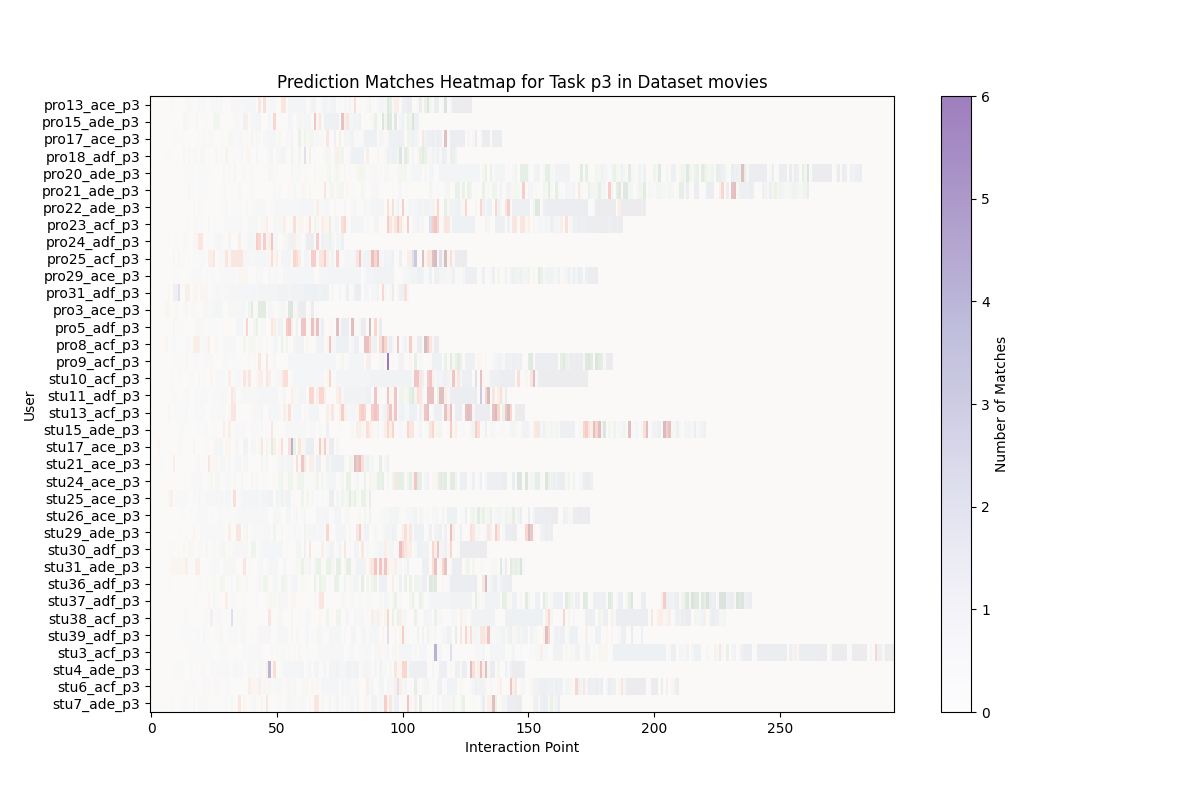 Prediction Matches Heatmap for Task p3 in Dataset movies
pro13_ace_p3
pro15_ade_p3
pro17_ace_p3
pro18_adf_p3
pro20_ade_p3
pro21_ade_p3
pro22_ade_p3
pro23_acf_p3
pro24_adf_p3
pro25_acf_p3
pro29_ace_p3
pro31_adf_p3
pro3_ace_p3
pro5_adf_p3
pro8_acf_p3
pro9_acf_p3
stu10_acf_p3
stu11_adf_p3
stu13_acf_p3
stu15_ade_p3
stu17_ace_p3
stu21_ace_p3
stu24_ace_p3
stu25_ace_p3
stu26_ace_p3
stu29_ade_p3
stu30_adf_p3
stu31_ade_p3
stu36_adf_p3
stu37_adf_p3
stu38_acf_p3
stu39_adf_p3
stu3_acf_p3
stu4_ade_p3
stu6_acf_p3
stu7_ade_p3
User
0 50 100 150 200 250
Interaction Point
6
5
4
3
2
1
0
Number of Matches